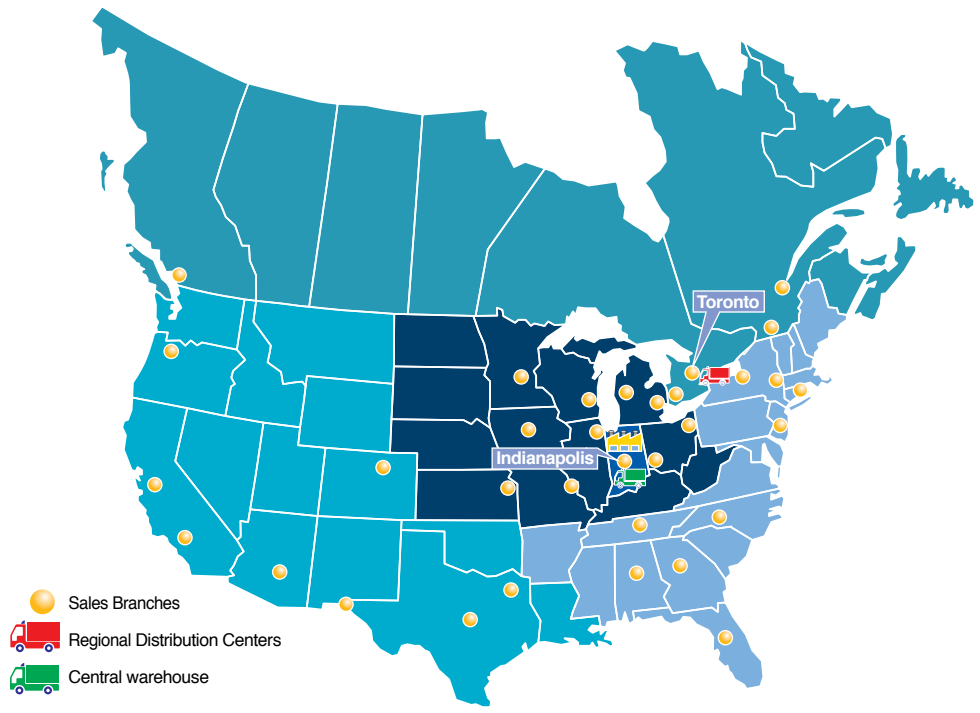 Toronto
Indianapolis
Sales Branches
Regional Distribution Centers
Central warehouse